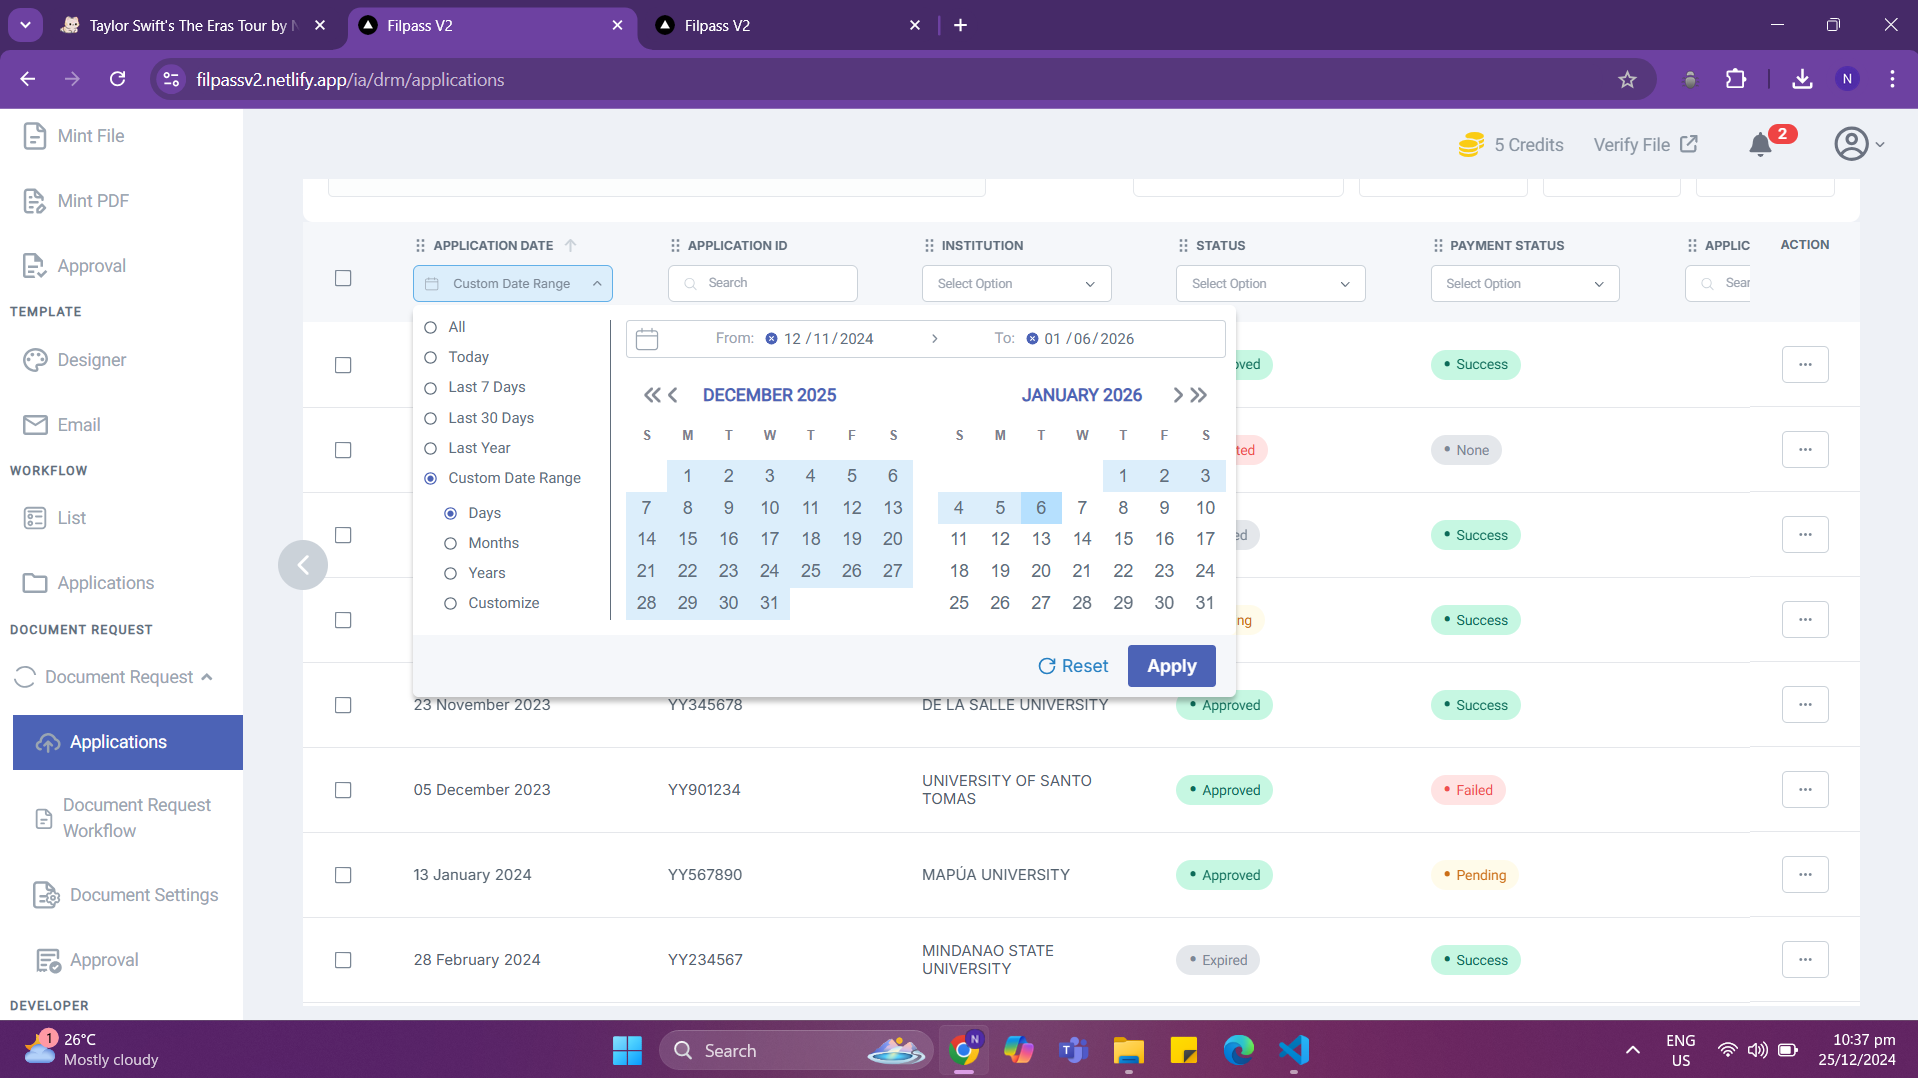 Taylor Swift's The Eras Tour by N
Filpass V2
Filpass V2
filpassv2.netlify.app/ia/drm/applications
N
Mint File
Mint PDF
Approval
TEMPLATE
Designer
Email
WORKFLOW
List
Applications
DOCUMENT REQUEST
Document Request
Applications
Document Request
Workflow
Document Settings
Approval
DEVELOPER
5 Credits
Verify File
2
APPLICATION DATE
APPLICATION ID
INSTITUTION
STATUS
PAYMENT STATUS
APPLIC
ACTION
Custom Date Range
Search
Select Option
Select Option
Select Option
Sear
All
Today
Last 7 Days
Last 30 Days
Last Year
Custom Date Range
Days
Months
Years
Customize
From: 12 /11 /2024 > To: 01 /06 /2026
DECEMBER 2025
S M T W T F S
1 2 3 4 5 6
7 8 9 10 11 12 13
14 15 16 17 18 19 20
21 22 23 24 25 26 27
28 29 30 31
JANUARY 2026
S M T W T F S
1 2 3
4 5 6 7 8 9 10
11 12 13 14 15 16 17
18 19 20 21 22 23 24
25 26 27 28 29 30 31
Reset
Apply
oved
Success
...
ted
None
...
ed
Success
...
ng
Success
...
23 November 2023 YY345678 DE LA SALLE UNIVERSITY Approved Success ...
05 December 2023 YY901234 UNIVERSITY OF SANTO
TOMAS
Approved Failed ...
13 January 2024 YY567890 MAPÚA UNIVERSITY Approved Pending ...
28 February 2024 YY234567 MINDANAO STATE
UNIVERSITY
Expired Success ...
1
26°C
Mostly cloudy
Search
N
ENG
US
10:37 pm
25/12/2024